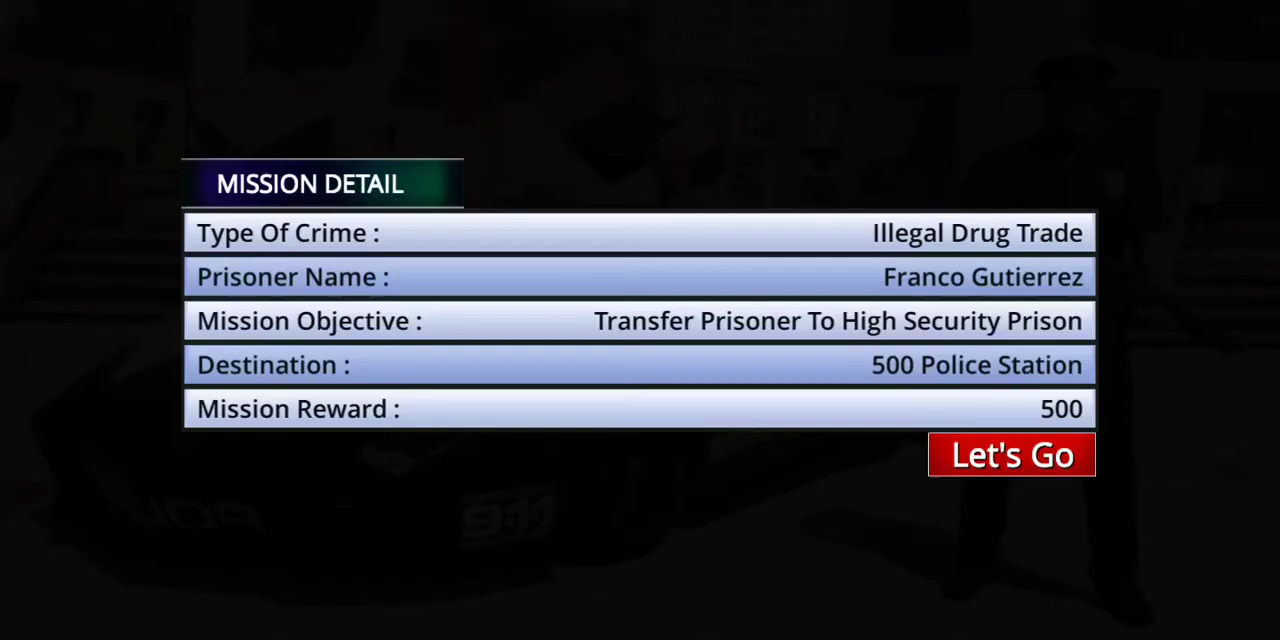 MISSION DETAIL
Type Of Crime : Illegal Drug Trade
Prisoner Name : Franco Gutierrez
Mission Objective : Transfer Prisoner To High Security Prison
Destination : 500 Police Station
Mission Reward : 500
Let's Go
911